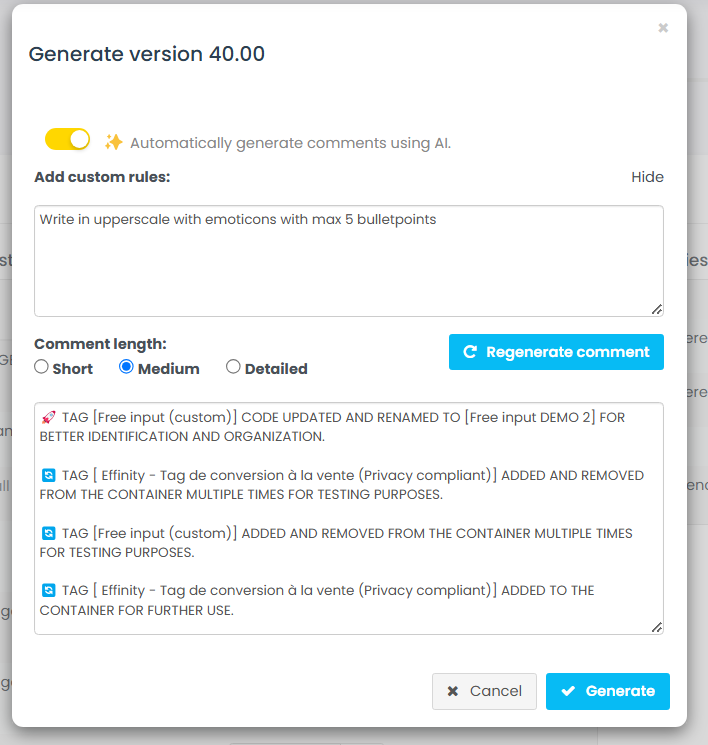 Generate version 40.00
Automatically generate comments using AI.
Add custom rules:
Hide
Write in upperscale with emoticons with max 5 bulletpoints
Comment length:
Short
Medium
Detailed
Regenerate comment
🚀 TAG [Free input (custom)] CODE UPDATED AND RENAMED TO [Free input DEMO 2] FOR
BETTER IDENTIFICATION AND ORGANIZATION.
🔄 TAG [ Effinity - Tag de conversion à la vente (Privacy compliant)] ADDED AND REMOVED
FROM THE CONTAINER MULTIPLE TIMES FOR TESTING PURPOSES.
🔄 TAG [Free input (custom)] ADDED AND REMOVED FROM THE CONTAINER MULTIPLE TIMES
FOR TESTING PURPOSES.
🔄 TAG [ Effinity - Tag de conversion à la vente (Privacy compliant)] ADDED TO THE
CONTAINER FOR FURTHER USE.
Cancel
Generate